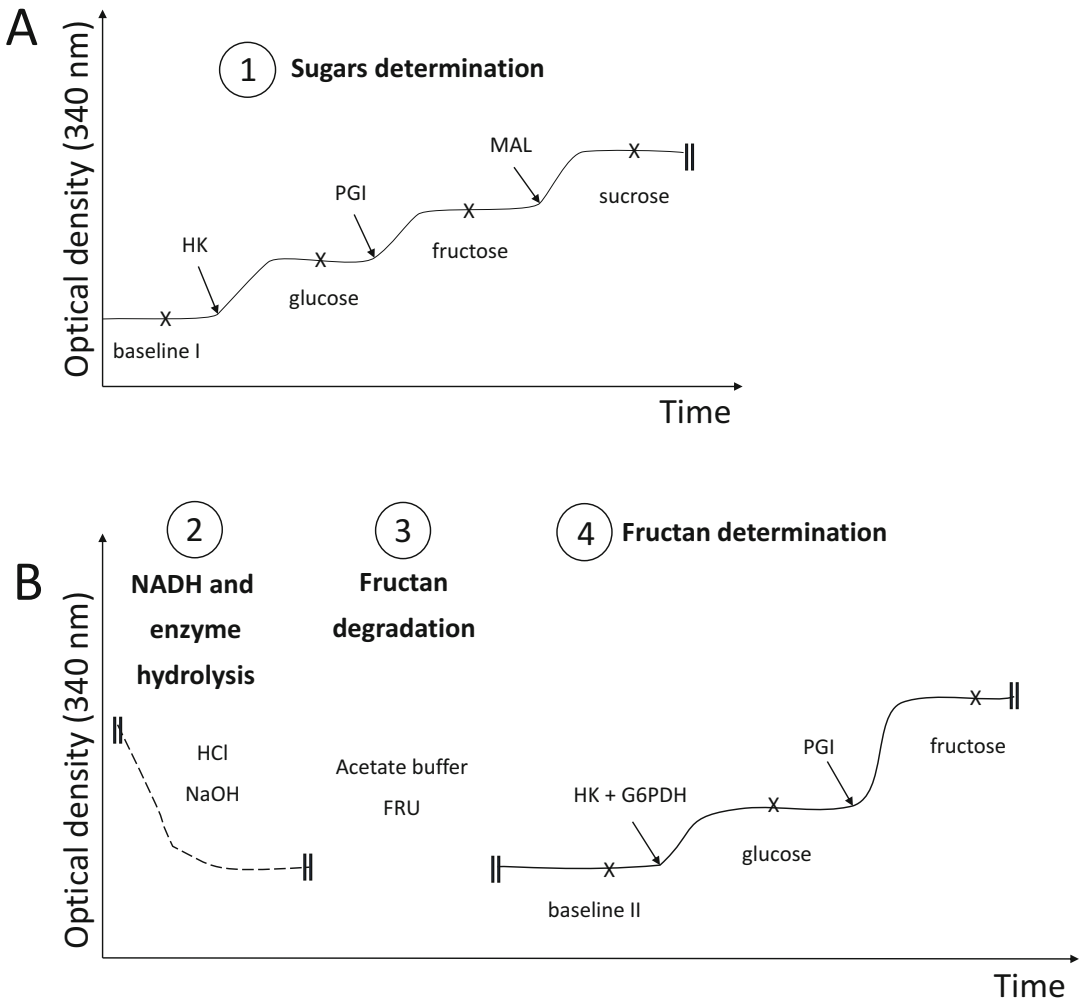 A
Optical density (340 nm)
1 Sugars determination
MAL
X
sucrose
PGI
X
fructose
HK
X
glucose
X
baseline I
Time
B
Optical density (340 nm)
2
NADH and
enzyme
hydrolysis
HCl
NaOH
3
Fructan
degradation
Acetate buffer
FRU
4 Fructan determination
X
fructose
PGI
HK + G6PDH
X
glucose
X
baseline II
Time